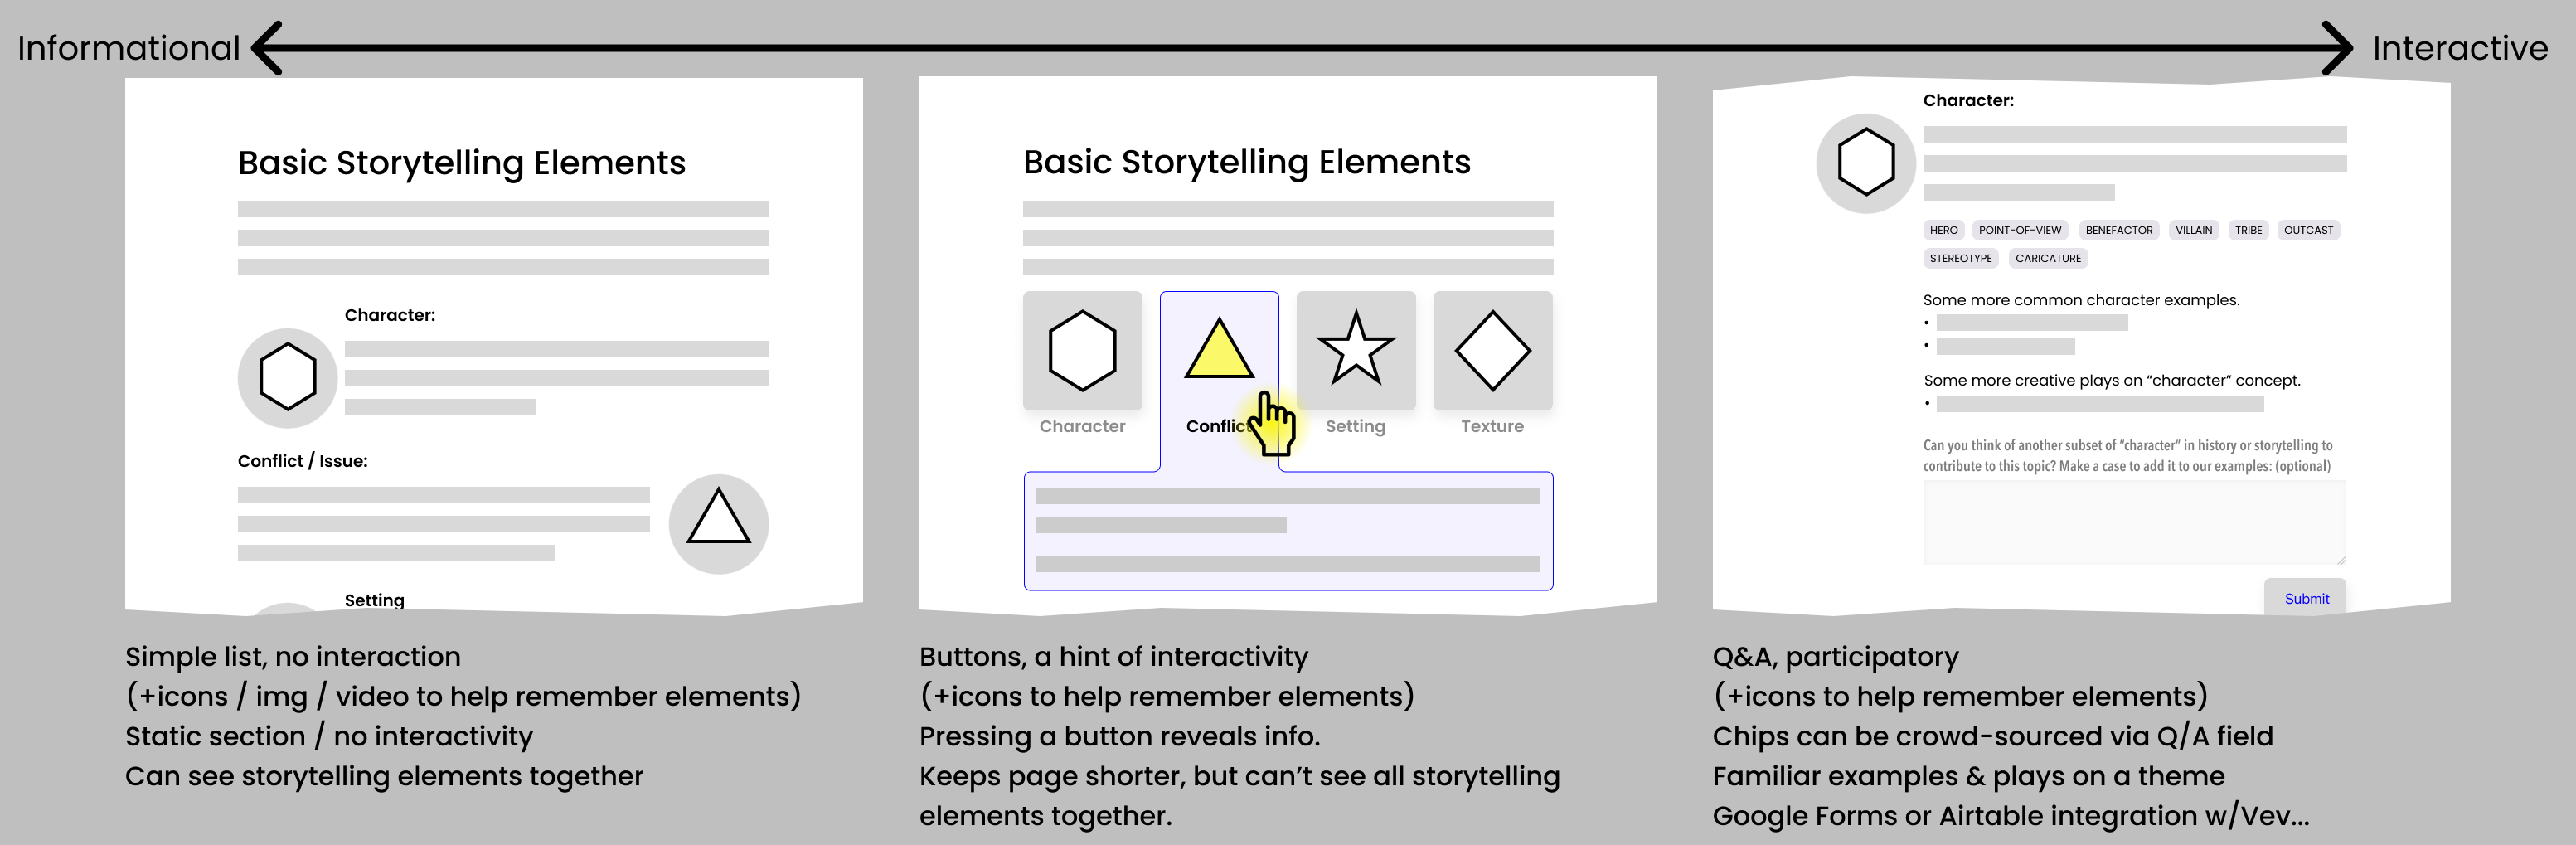 Informational
Interactive
Basic Storytelling Elements
Character:
Conflict / Issue:
Setting
Simple list, no interaction
(+icons / img / video to help remember elements)
Static section / no interactivity
Can see storytelling elements together
Basic Storytelling Elements
Character
Conflict
Setting
Texture
Buttons, a hint of interactivity
(+icons to help remember elements)
Pressing a button reveals info.
Keeps page shorter, but can’t see all storytelling
elements together.
Character:
HERO POINT-OF-VIEW BENEFACTOR VILLAIN TRIBE OUTCAST
STEREOTYPE CARICATURE
Some more common character examples.
Some more creative plays on “character” concept.
Can you think of another subset of “character” in history or storytelling to
contribute to this topic? Make a case to add it to our examples: (optional)
Submit
Q&A, participatory
(+icons to help remember elements)
Chips can be crowd-sourced via Q/A field
Familiar examples & plays on a theme
Google Forms or Airtable integration w/Vev...